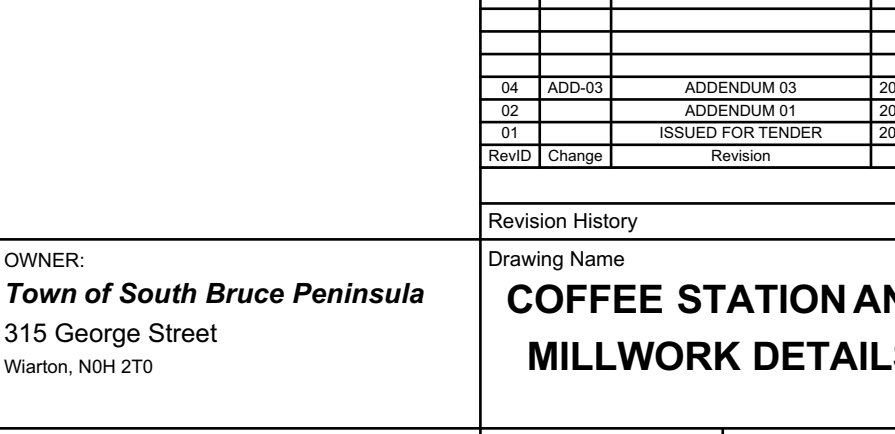 04 ADD-03 ADDENDUM 03 20
02 ADDENDUM 01 20
01 ISSUED FOR TENDER 20
RevID Change Revision
Revision History
OWNER:
Town of South Bruce Peninsula
315 George Street
Wiarton, N0H 2T0
Drawing Name
COFFEE STATION AN
MILLWORK DETAILS